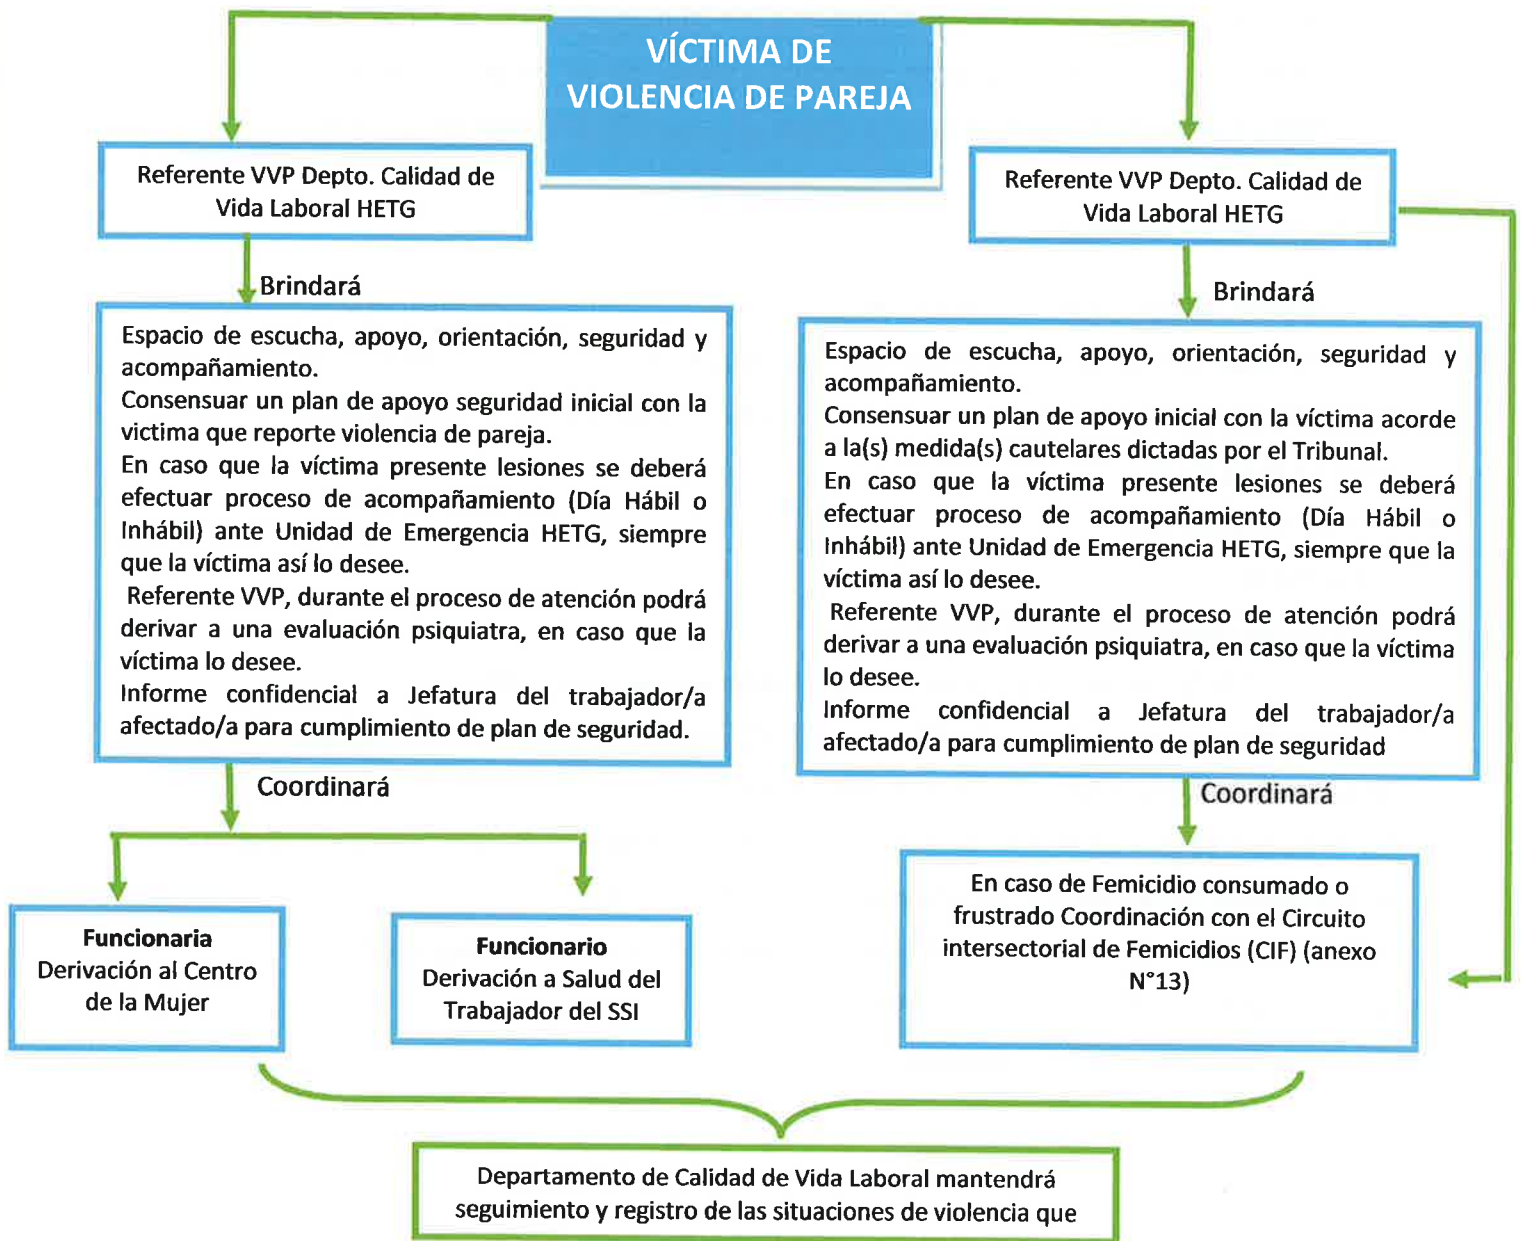 VÍCTIMA DE
VIOLENCIA DE PAREJA
Referente VVP Depto. Calidad de
Vida Laboral HETG
Brindará
Espacio de escucha, apoyo, orientación, seguridad y
acompañamiento.
Consensuar un plan de apoyo seguridad inicial con la
victima que reporte violencia de pareja.
En caso que la víctima presente lesiones se deberá
efectuar proceso de acompañamiento (Día Hábil o
Inhábil) ante Unidad de Emergencia HETG, siempre
que la víctima así lo desee.
Referente VVP, durante el proceso de atención podrá
derivar a una evaluación psiquiatra, en caso que la
víctima lo desee.
Informe confidencial a Jefatura del trabajador/a
afectado/a para cumplimiento de plan de seguridad.
Coordinará
Funcionaria
Derivación al Centro
de la Mujer
Funcionario
Derivación a Salud del
Trabajador del SSI
Referente VVP Depto. Calidad de
Vida Laboral HETG
Brindará
Espacio de escucha, apoyo, orientación, seguridad y
acompañamiento.
Consensuar un plan de apoyo inicial con la víctima acorde
a la(s) medida(s) cautelares dictadas por el Tribunal.
En caso que la víctima presente lesiones se deberá
efectuar proceso de acompañamiento (Día Hábil o
Inhábil) ante Unidad de Emergencia HETG, siempre que la
víctima así lo desee.
Referente VVP, durante el proceso de atención podrá
derivar a una evaluación psiquiatra, en caso que la víctima
lo desee.
Informe confidencial a Jefatura del trabajador/a
afectado/a para cumplimiento de plan de seguridad
Coordinará
En caso de Femicidio consumado o
frustrado Coordinación con el Circuito
intersectorial de Femicidios (CIF) (anexo
N°13)
Departamento de Calidad de Vida Laboral mantendrá
seguimiento y registro de las situaciones de violencia que